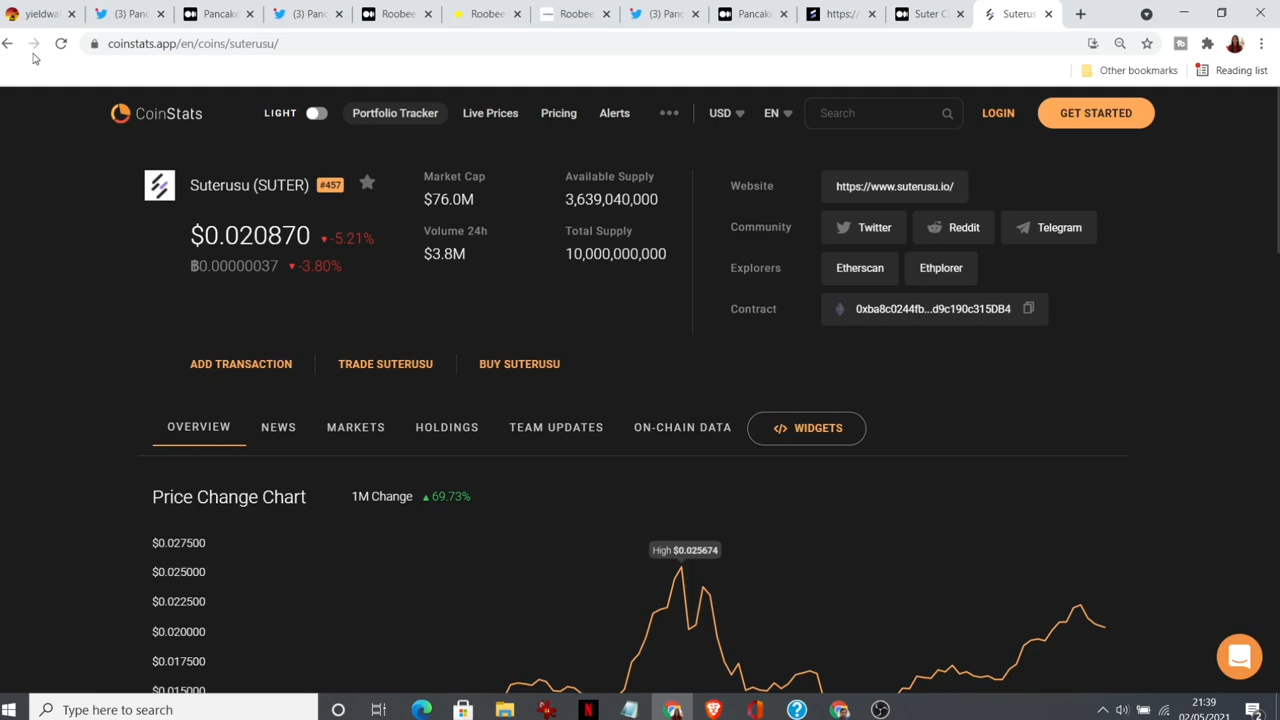 yieldwa
(3) Pan
Pancake
(3) Pan
Roobee
Roobee
Roobee
(3) Pan
Pancake
https:/
Suter C
Suterus
coinstats.app/en/coins/suterusu/
Other bookmarks
Reading list
CoinStats
LIGHT
Portfolio Tracker
Live Prices
Pricing
Alerts
USD
EN
Search
LOGIN
GET STARTED
Suterusu (SUTER) #457
$0.020870 -5.21%
฿0.00000037 -3.80%
Market Cap
$76.0M
Volume 24h
$3.8M
Available Supply
3,639,040,000
Total Supply
10,000,000,000
Website https://www.suterusu.io/
Community Twitter Reddit Telegram
Explorers Etherscan Ethplorer
Contract 0xba8c0244fb...d9c190c315DB4
ADD TRANSACTION
TRADE SUTERUSU
BUY SUTERUSU
OVERVIEW
NEWS
MARKETS
HOLDINGS
TEAM UPDATES
ON-CHAIN DATA
</> WIDGETS
Price Change Chart
1M Change 69.73%
$0.027500
$0.025000
$0.022500
$0.020000
$0.017500
$0.015000
High $0.025674
Type here to search
21:39
02/05/2021